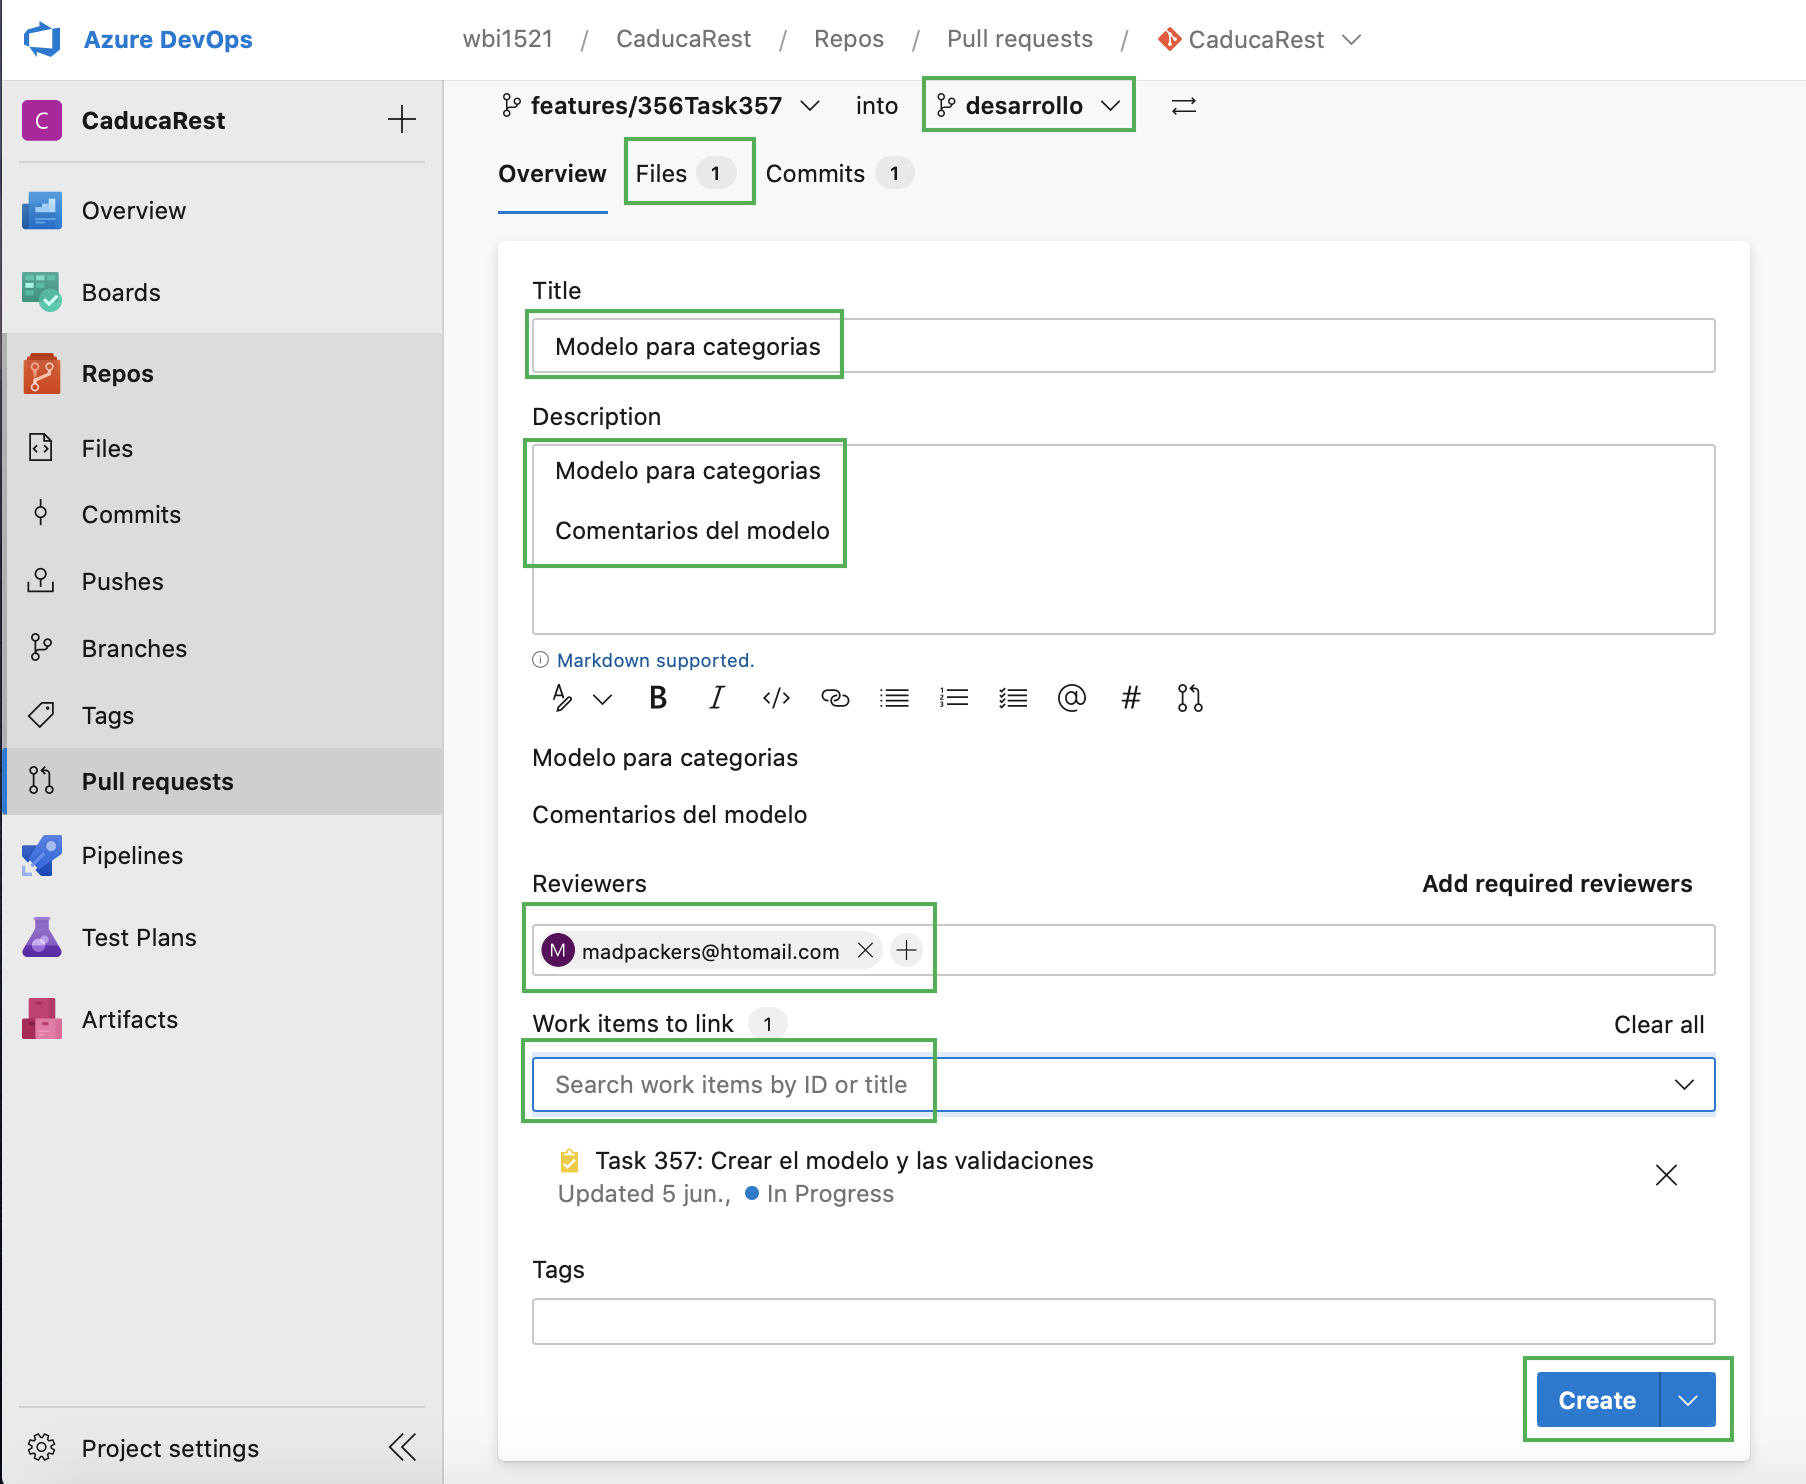 Azure DevOps
wbi1521 / CaducaRest / Repos / Pull requests / CaducaRest
C CaducaRest
Overview
Boards
Repos
Files
Commits
Pushes
Branches
Tags
Pull requests
Pipelines
Test Plans
Artifacts
Project settings
features/356Task357 into desarrollo
Overview Files 1 Commits 1
Title
Modelo para categorias
Description
Modelo para categorias
Comentarios del modelo
Markdown supported.
Modelo para categorias
Comentarios del modelo
Reviewers Add required reviewers
M madpackers@htomail.com
Work items to link 1 Clear all
Search work items by ID or title
Task 357: Crear el modelo y las validaciones
Updated 5 jun., In Progress
Tags
Create